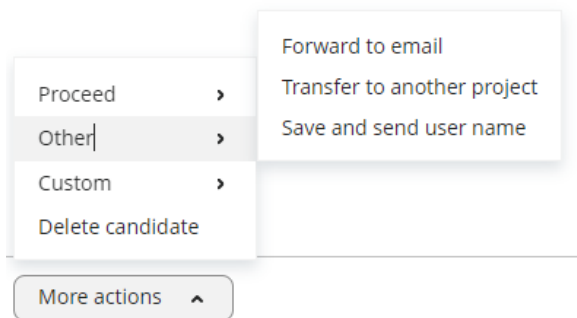 Proceed
Other
Custom
Delete candidate
Forward to email
Transfer to another project
Save and send user name
More actions